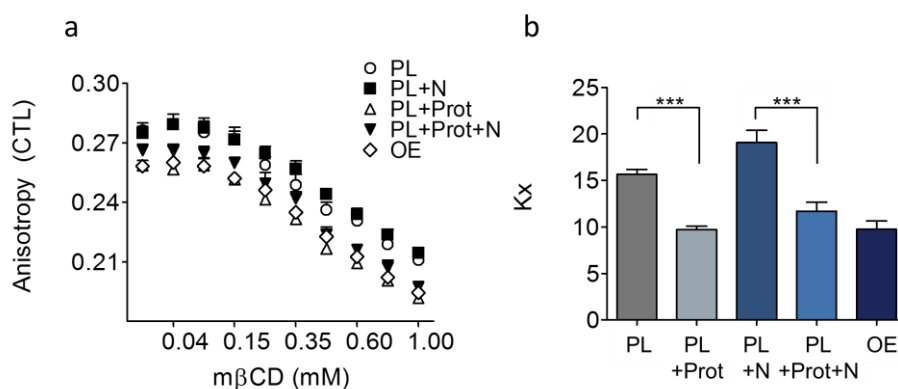 a
0.30
0.27
0.24
0.21
Anisotropy (CTL)
0.04 0.15 0.35 0.60 1.00
mβCD (mM)
PL
PL+N
PL+Prot
PL+Prot+N
OE
b
25
20
15
10
5
0
Kx
*** ***
PL PL PL PL OE
+Prot +N +Prot+N